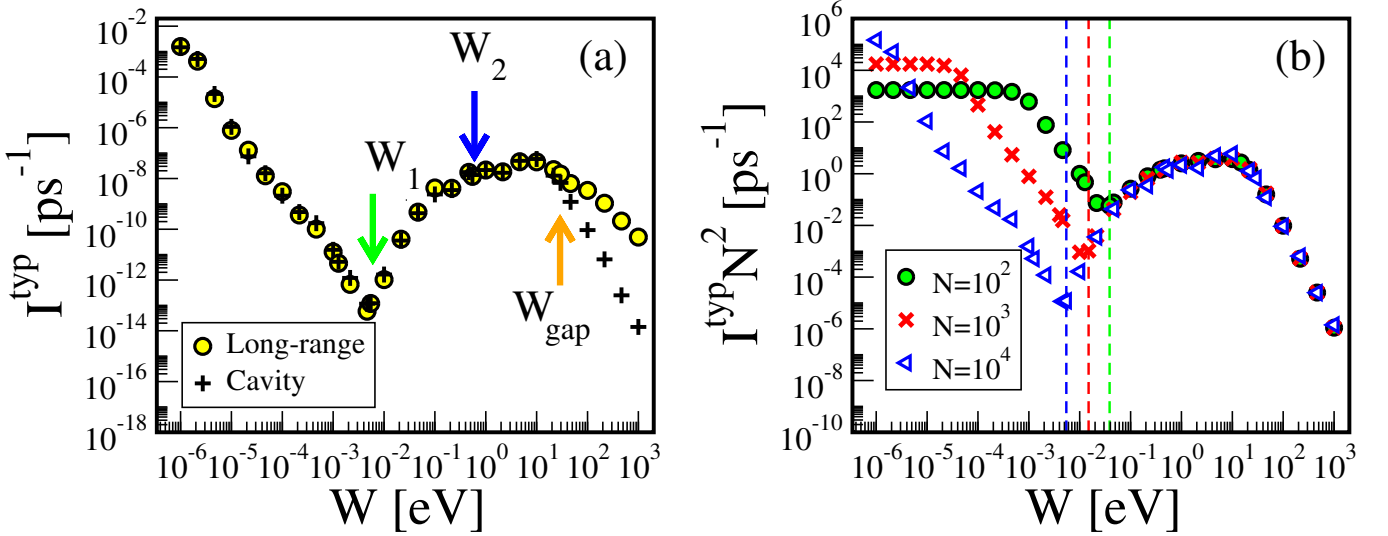 (a)
I^typ [ps^-1]
10^-2
10^-4
10^-6
10^-8
10^-10
10^-12
10^-14
10^-16
10^-18
W_2
W_1
W_gap
Long-range
Cavity
10^-6 10^-5 10^-4 10^-3 10^-2 10^-1 10^0 10^1 10^2 10^3
W [eV]
(b)
I^typ N^2 [ps^-1]
10^6
10^4
10^2
10^0
10^-2
10^-4
10^-6
10^-8
10^-10
N=10^2
N=10^3
N=10^4
10^-6 10^-5 10^-4 10^-3 10^-2 10^-1 10^0 10^1 10^2 10^3
W [eV]